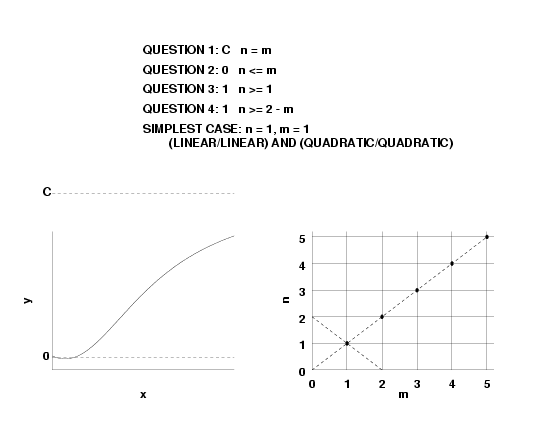 QUESTION 1: C n = m
QUESTION 2: 0 n <= m
QUESTION 3: 1 n >= 1
QUESTION 4: 1 n >= 2 - m
SIMPLEST CASE: n = 1, m = 1
(LINEAR/LINEAR) AND (QUADRATIC/QUADRATIC)
C
y
0
x
5
4
3
n
2
1
0
0 1 2 3 4 5
m